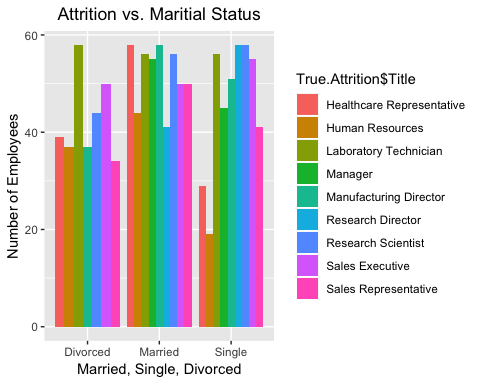 Attrition vs. Maritial Status
Number of Employees
60
40
20
0
Divorced
Married
Single
Married, Single, Divorced
True.Attrition$Title
Healthcare Representative
Human Resources
Laboratory Technician
Manager
Manufacturing Director
Research Director
Research Scientist
Sales Executive
Sales Representative